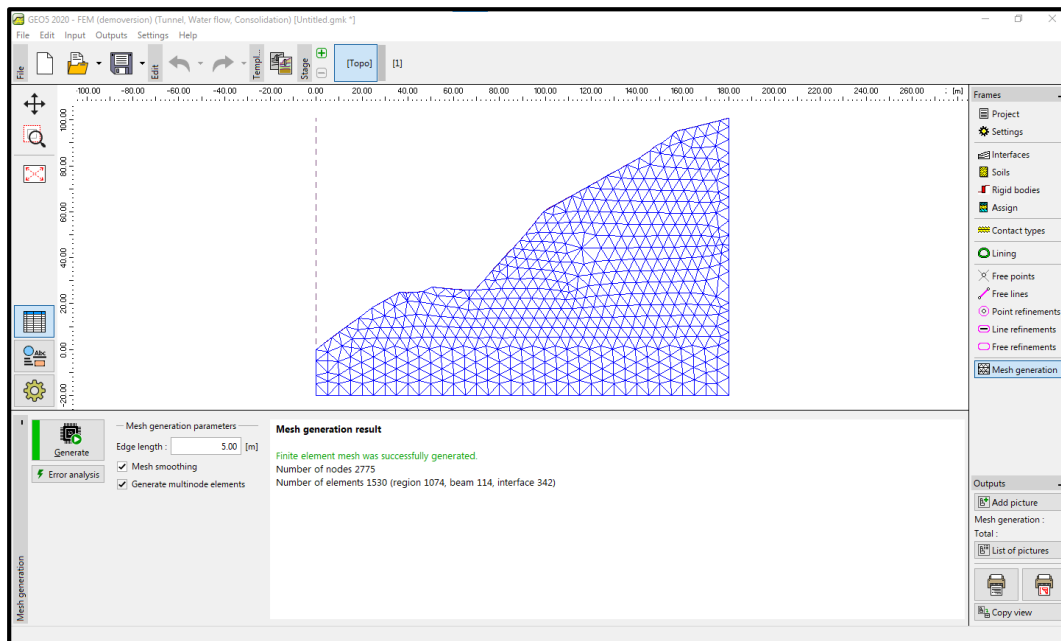 GEO5 2020 - FEM (demoversion) (Tunnel, Water flow, Consolidation) [Untitled.gmk *]
File Edit Input Outputs Settings Help
File
Edit
Templ...
Stage
[Topo]
[1]
-100.00 -80.00 -60.00 -40.00 -20.00 0.00 20.00 40.00 60.00 80.00 100.00 120.00 140.00 160.00 180.00 200.00 220.00 240.00 260.00 [m]
100.00
80.00
60.00
40.00
20.00
0.00
-20.00
Abc
Frames
Project
Settings
Interfaces
Soils
Rigid bodies
Assign
Contact types
Lining
Free points
Free lines
Point refinements
Line refinements
Free refinements
Mesh generation
Mesh generation
Generate
Error analysis
Mesh generation parameters
Edge length : 5.00 [m]
Mesh smoothing
Generate multinode elements
Mesh generation result
Finite element mesh was successfully generated.
Number of nodes 2775
Number of elements 1530 (region 1074, beam 114, interface 342)
Outputs
Add picture
Mesh generation :
Total :
List of pictures
Copy view